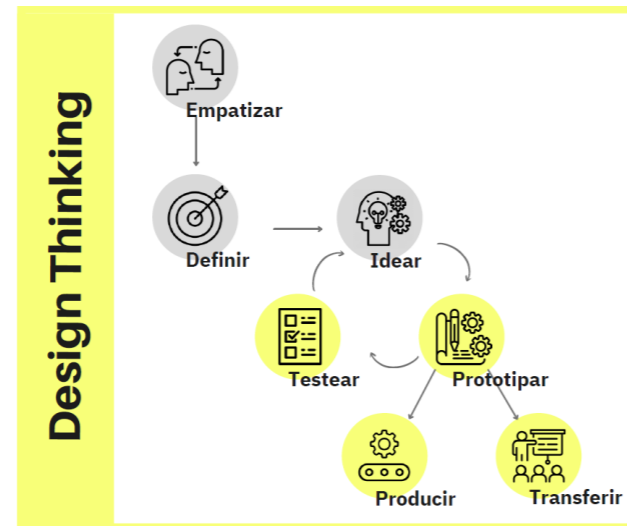 Design Thinking
Empatizar
Definir
Idear
Testear
Prototipar
Producir
Transferir